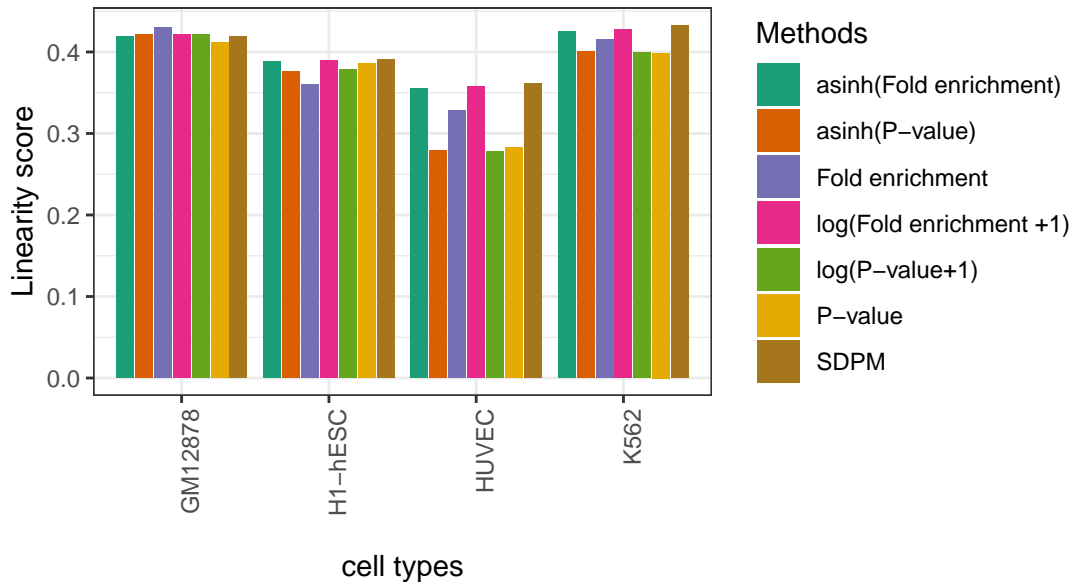 Linearity score
0.4
0.3
0.2
0.1
0.0
GM12878
H1−hESC
HUVEC
K562
cell types
Methods
asinh(Fold enrichment)
asinh(P−value)
Fold enrichment
log(Fold enrichment +1)
log(P−value+1)
P−value
SDPM